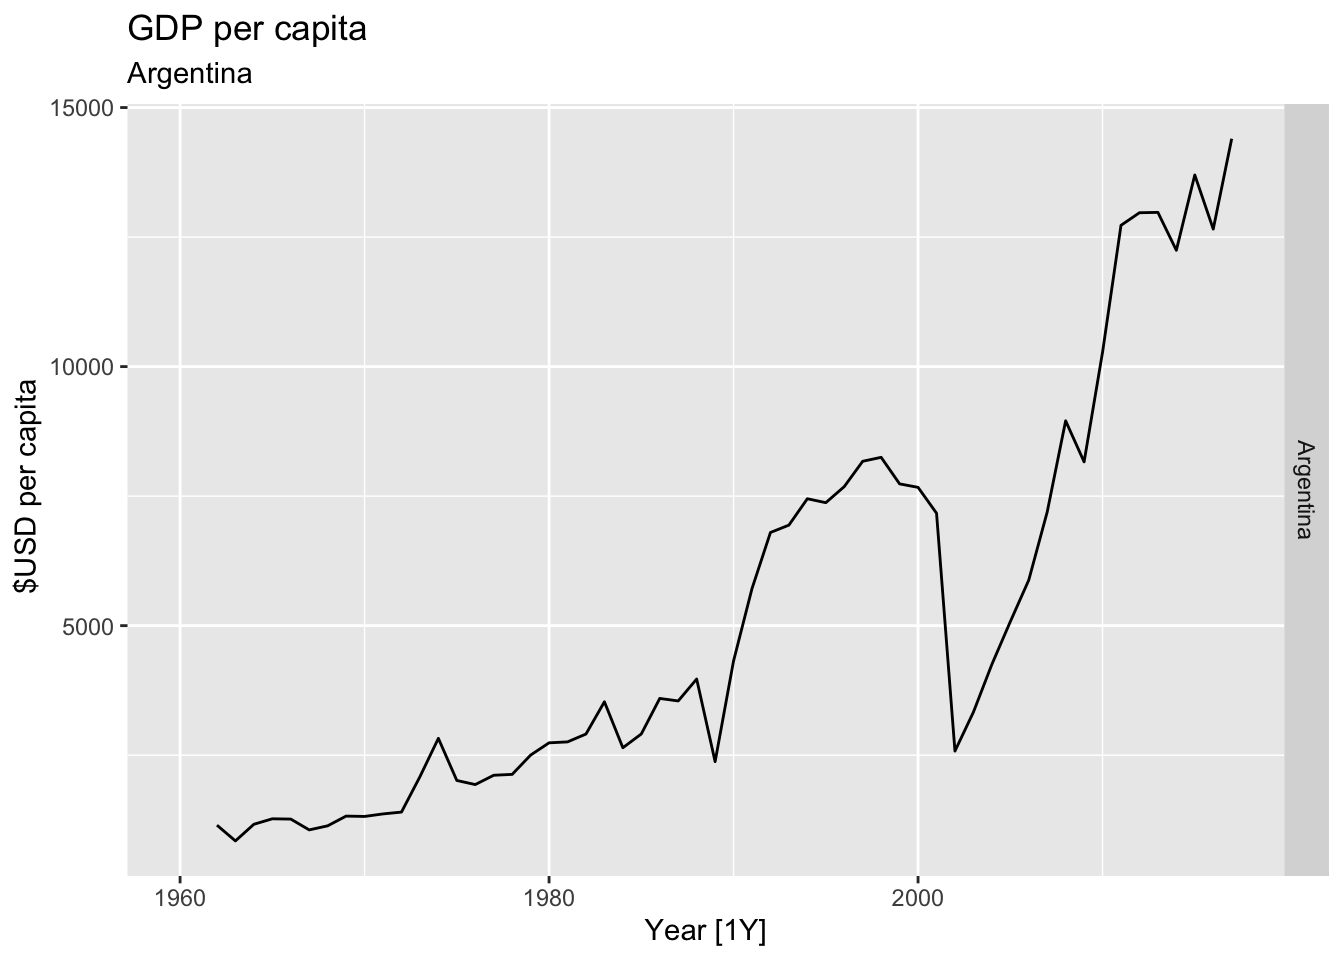 GDP per capita
Argentina
15000
10000
5000
$USD per capita
Argentina
1960
1980
2000
Year [1Y]